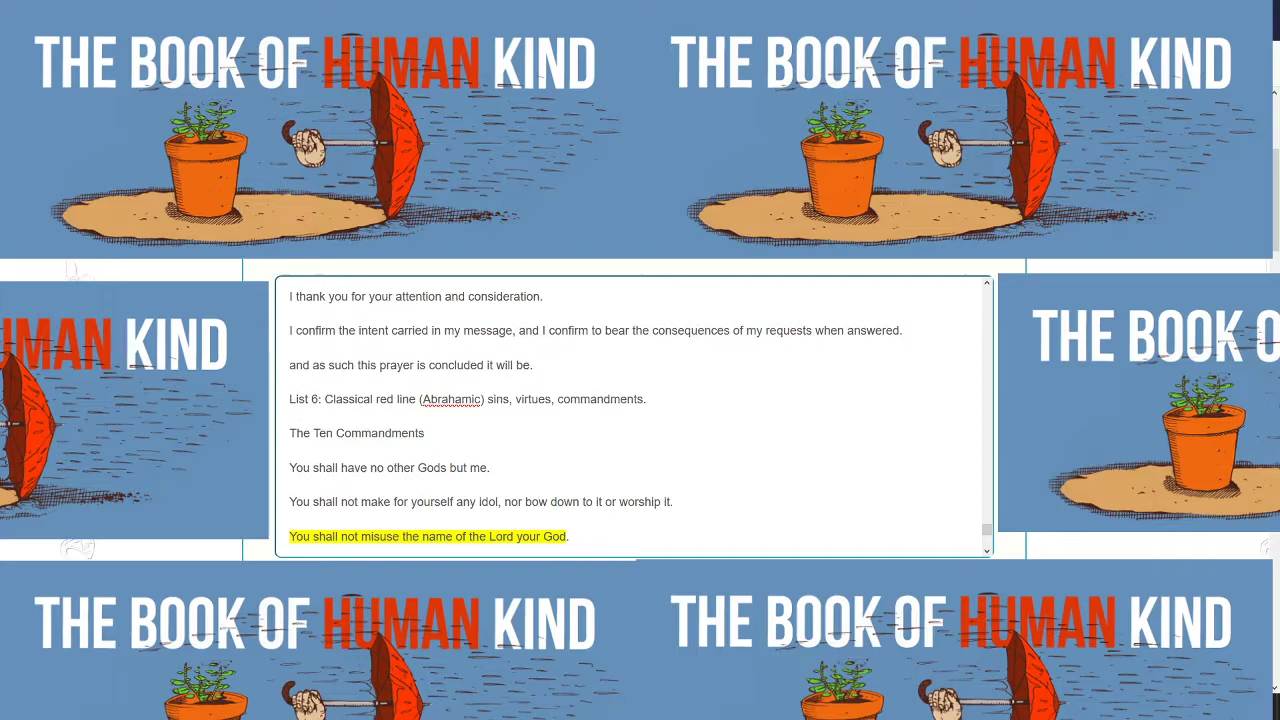 THE BOOK OF HUMAN KIND
THE BOOK OF HUMAN KIND
I thank you for your attention and consideration.
I confirm the intent carried in my message, and I confirm to bear the consequences of my requests when answered.
and as such this prayer is concluded it will be.
List 6: Classical red line (Abrahamic) sins, virtues, commandments.
The Ten Commandments
You shall have no other Gods but me.
You shall not make for yourself any idol, nor bow down to it or worship it.
You shall not misuse the name of the Lord your God.
UMAN KIND
THE BOOK O
THE BOOK OF HUMAN KIND
THE BOOK OF HUMAN KIND